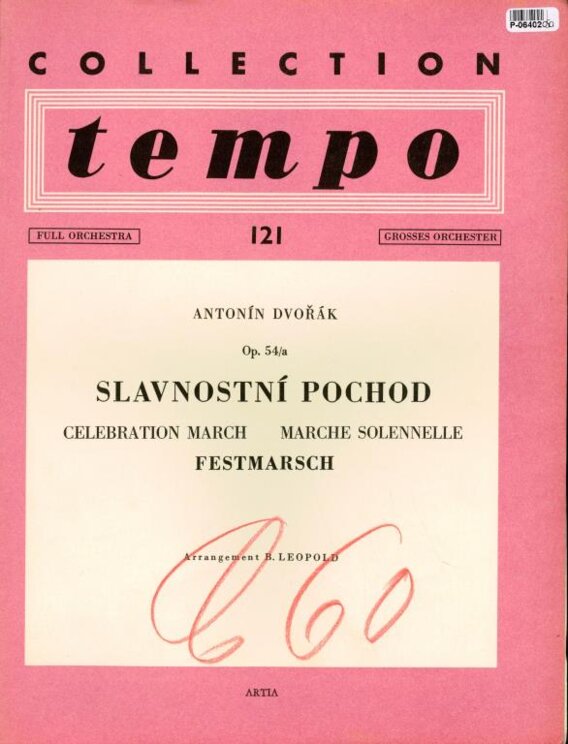 P-06402
COLLECTION
tempo
FULL ORCHESTRA
121
GROSSES ORCHESTER
ANTONÍN DVOŘÁK
Op. 54/a
SLAVNOSTNÍ POCHOD
CELEBRATION MARCH MARCHE SOLENNELLE
FESTMARSCH
Arrangement B. LEOPOLD
60
ARTIA